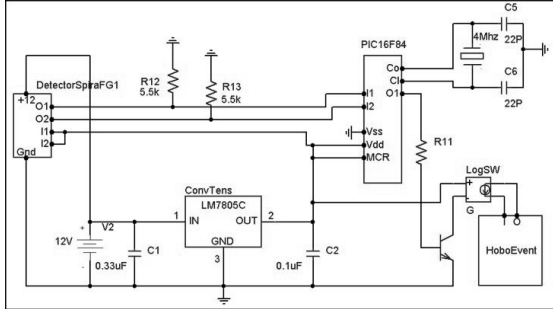 C5
PIC16F84
4Mhz
22P
R12
5.5k
R13
5.5k
DetectorSpiraFG1
+12
O1
O2
I1
I2
Gnd
Co
CI
O1
I1
I2
Vss
Vdd
MCR
C6
22P
R11
LogSW
+
-
G
I
O
HoboEvent
ConvTens
LM7805C
1
IN
OUT
2
GND
3
+
V2
12V
-
C1
0.33uF
C2
0.1uF